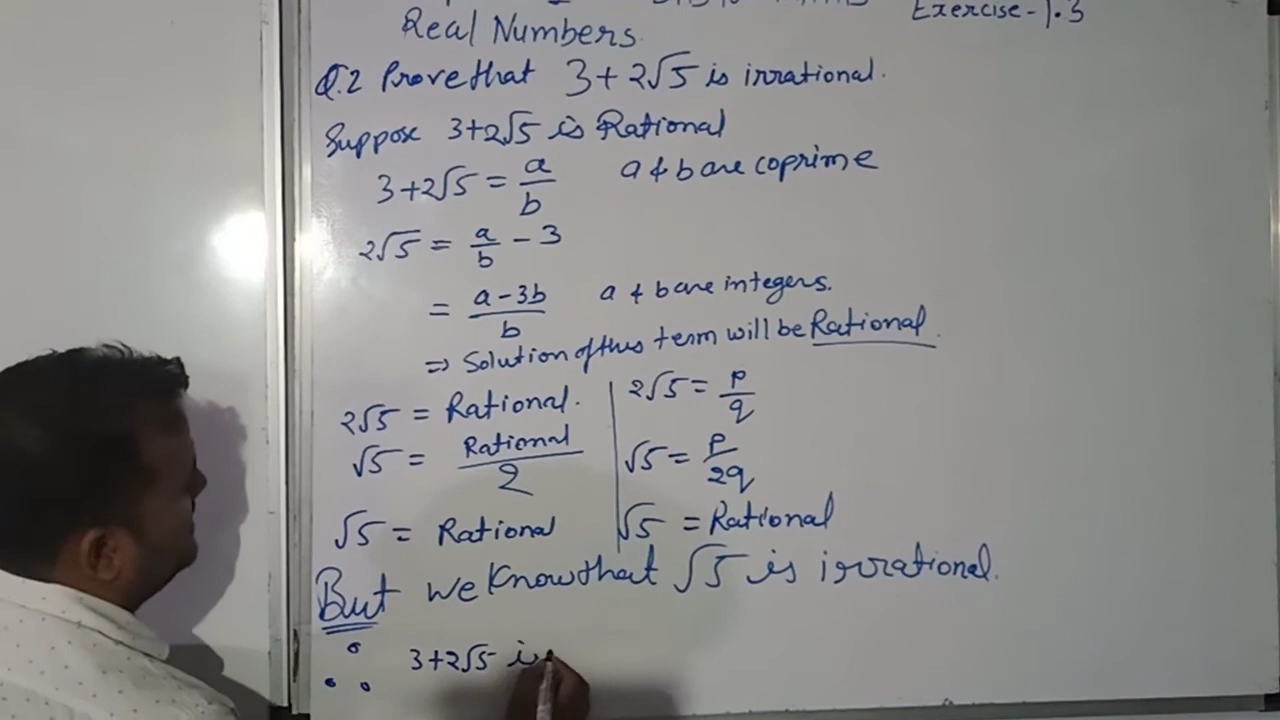 Exercise-1.3
Real Numbers
Q.2 Prove that 3+2√5 is irrational.
Suppose 3+2√5 is Rational
3+2√5 = a/b a & b are coprime
2√5 = a/b - 3
= a-3b/b a & b are integers.
⇒ Solution of this term will be Rational.
2√5 = Rational.
√5 = Rational/2
√5 = Rational
2√5 = p/q
√5 = p/2q
√5 = Rational
But we know that √5 is irrational.
∴ 3+2√5 is